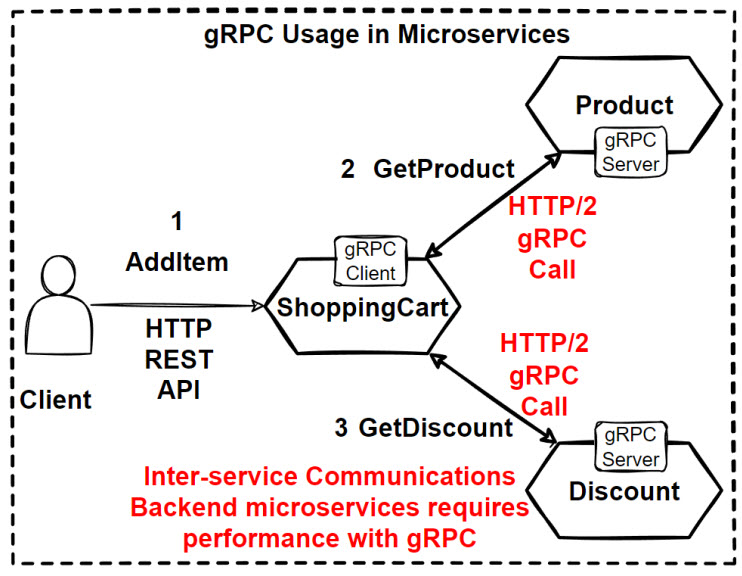 gRPC Usage in Microservices
Product
gRPC
Server
2 GetProduct
HTTP/2
gRPC
Call
1
AddItem
gRPC
Client
ShoppingCart
HTTP
REST
API
Client
HTTP/2
gRPC
Call
3 GetDiscount
gRPC
Server
Discount
Inter-service Communications
Backend microservices requires
performance with gRPC